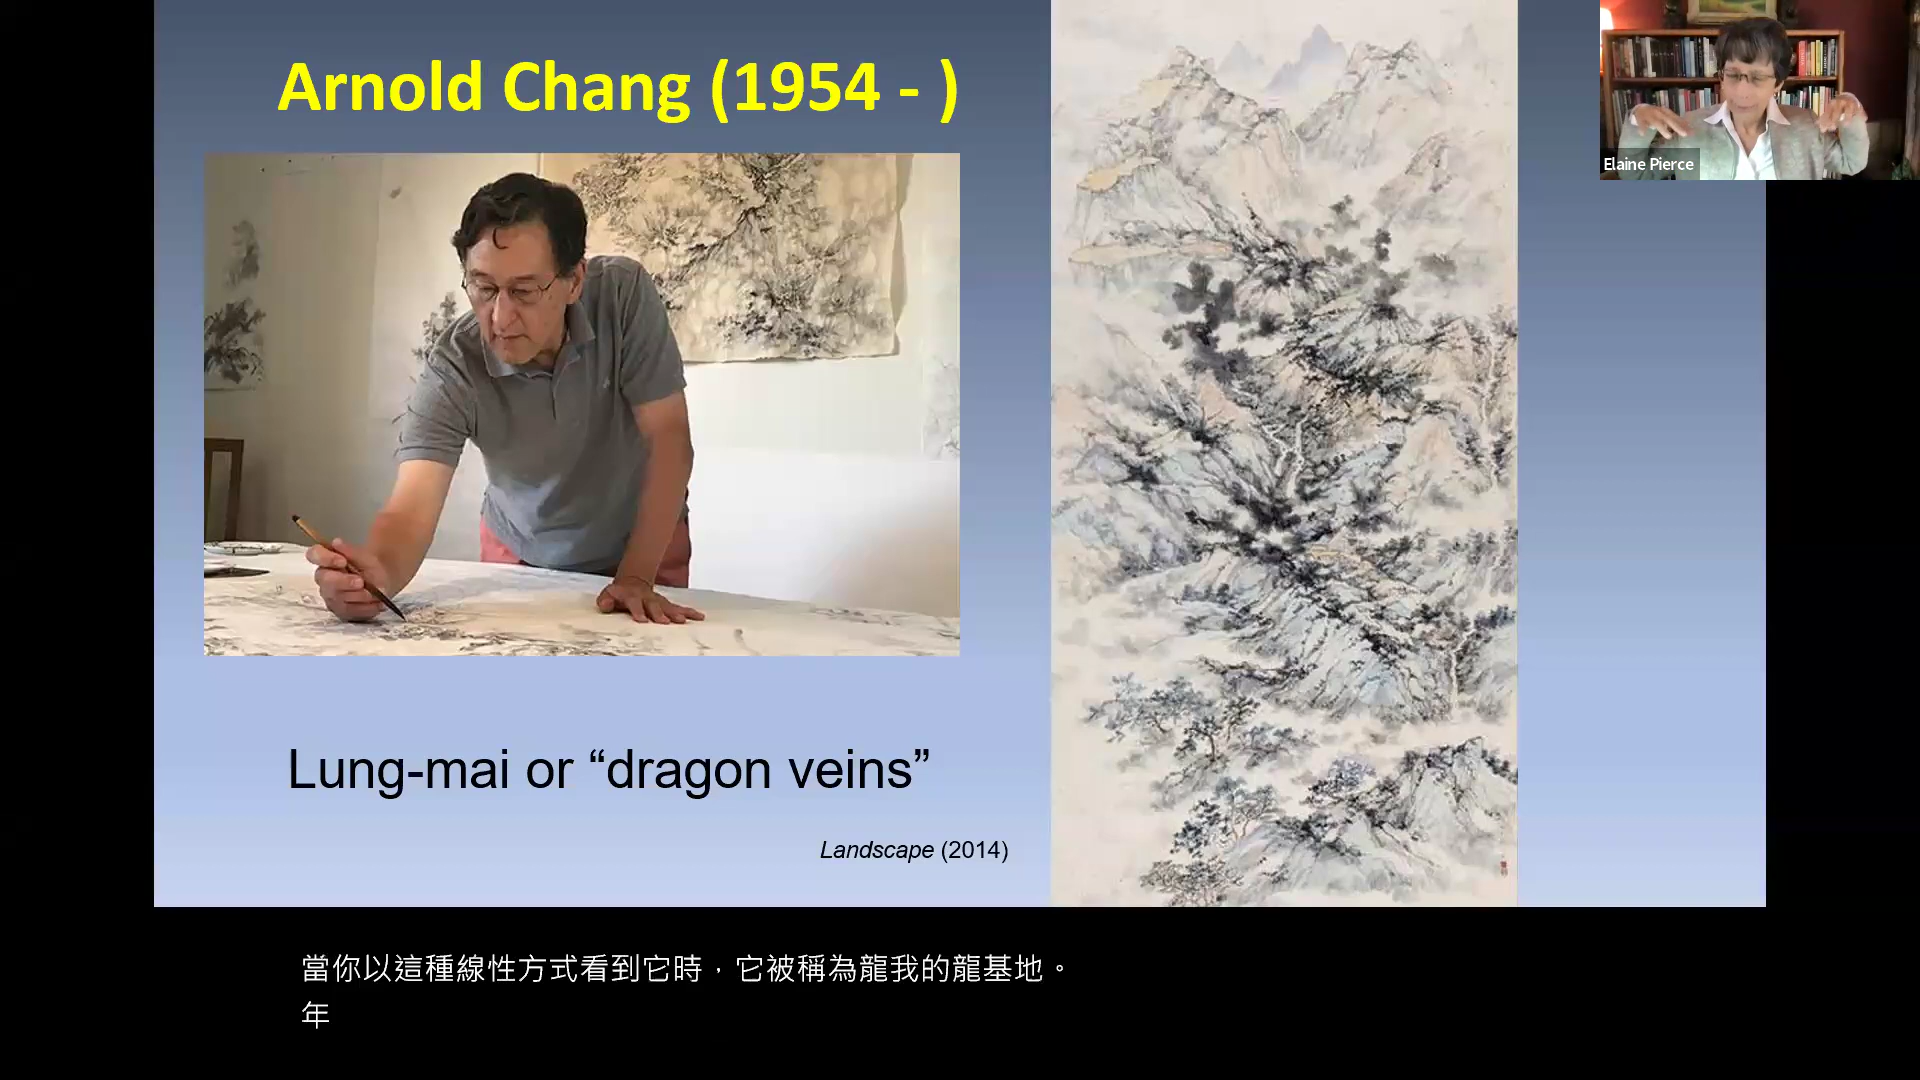 Arnold Chang (1954 - )
Elaine Pierce
Lung-mai or “dragon veins”
Landscape (2014)
當你以這種線性方式看到它時，它被稱為龍我的龍基地。
年